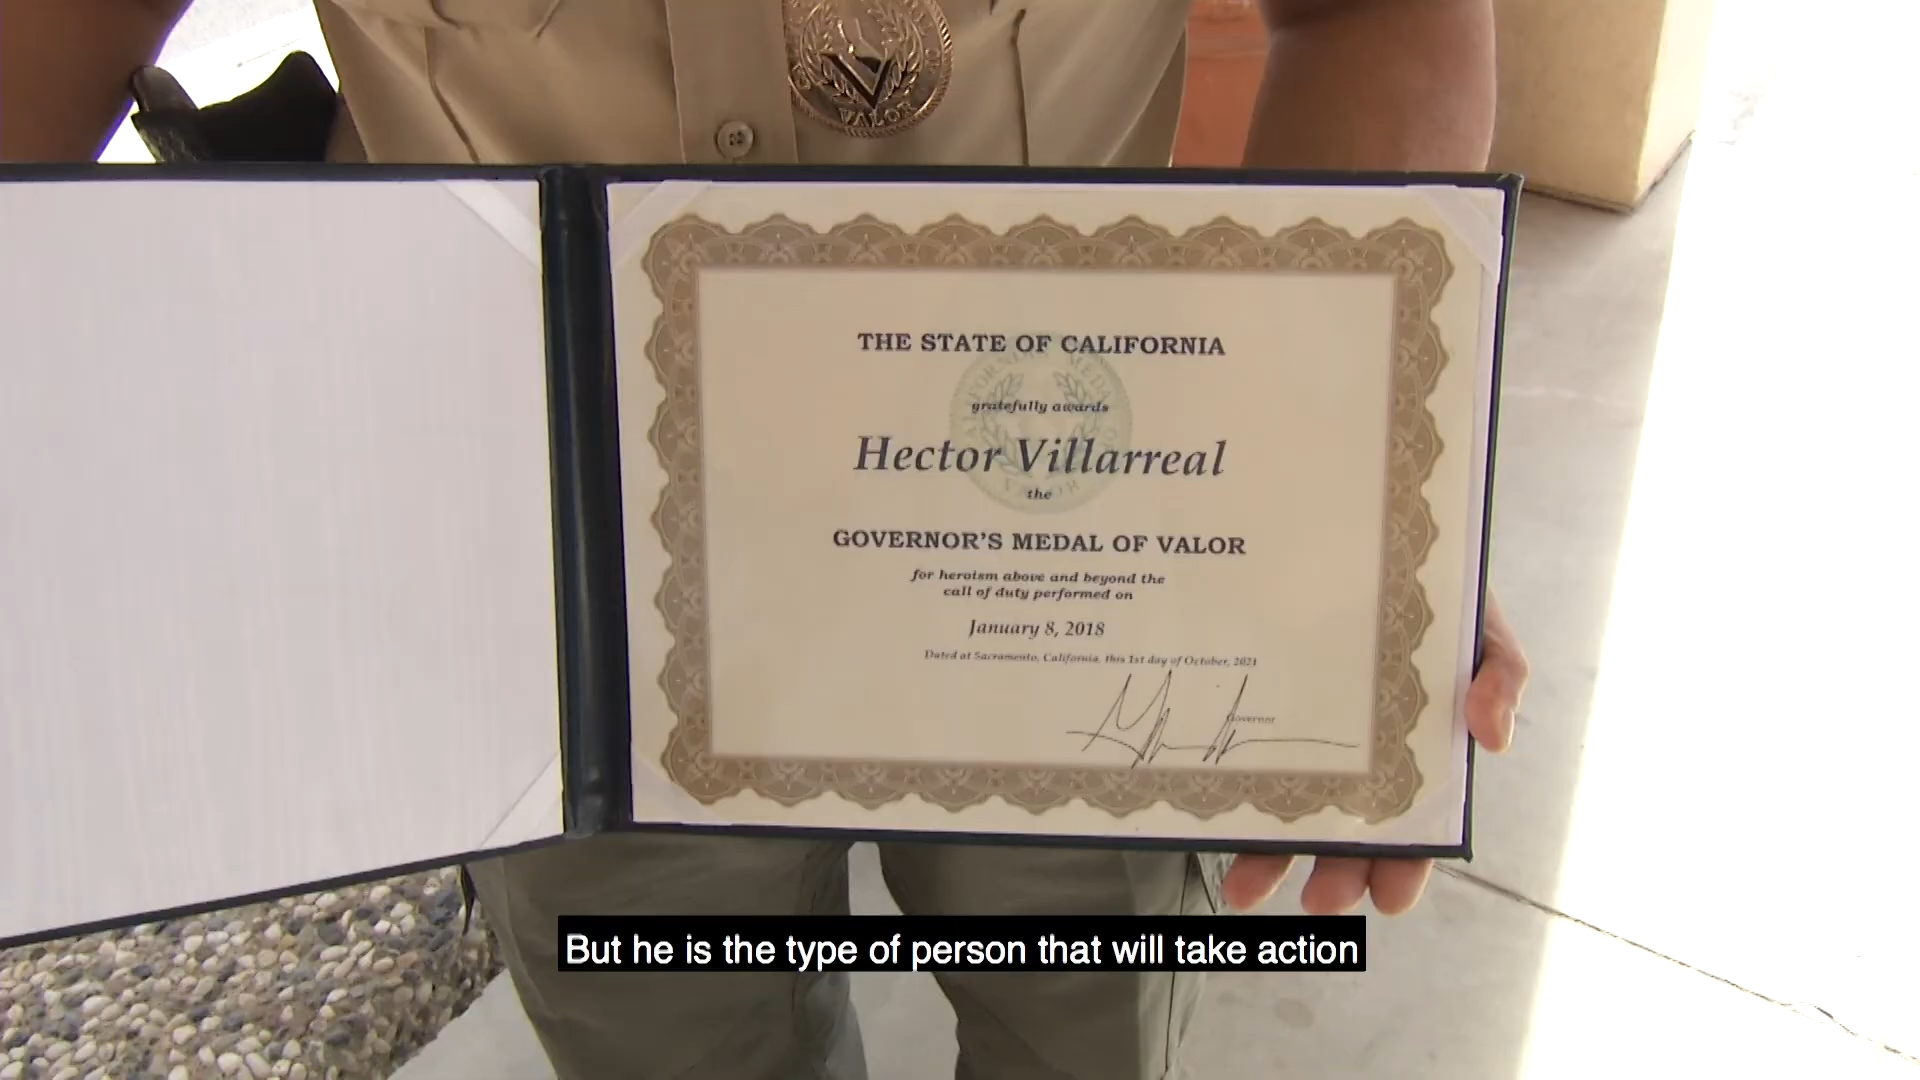 VALOR
THE STATE OF CALIFORNIA
gratefully awards
Hector Villarreal
the
GOVERNOR'S MEDAL OF VALOR
for heroism above and beyond the
call of duty performed on
January 8, 2018
Dated at Sacramento, California, this 1st day of October, 2021
Governor
But he is the type of person that will take action